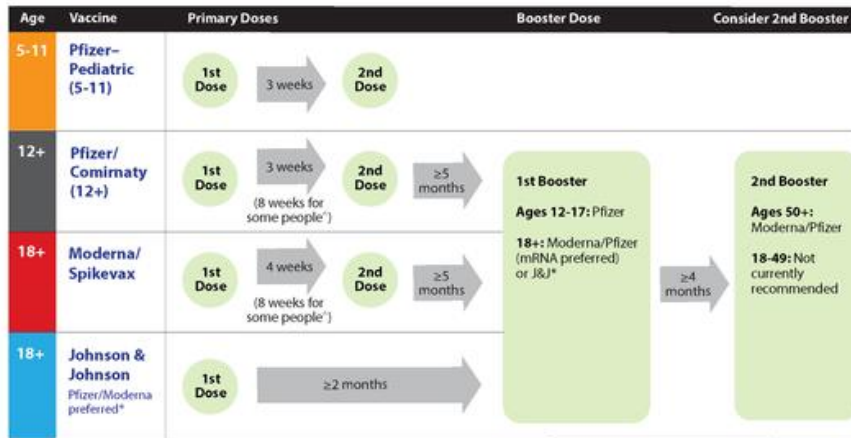 Age Vaccine Primary Doses Booster Dose Consider 2nd Booster
5-11
Pfizer–
Pediatric
(5-11)
1st
Dose
3 weeks
2nd
Dose
12+
Pfizer/
Comirnaty
(12+)
1st
Dose
3 weeks
(8 weeks for
some people^)
2nd
Dose
≥5
months
18+
Moderna/
Spikevax
1st
Dose
4 weeks
(8 weeks for
some people^)
2nd
Dose
≥5
months
18+
Johnson &
Johnson
Pfizer/Moderna
preferred*
1st
Dose
≥2 months
1st Booster
Ages 12-17: Pfizer
18+: Moderna/Pfizer
(mRNA preferred)
or J&J*
≥4
months
2nd Booster
Ages 50+:
Moderna/Pfizer
18-49: Not
currently
recommended